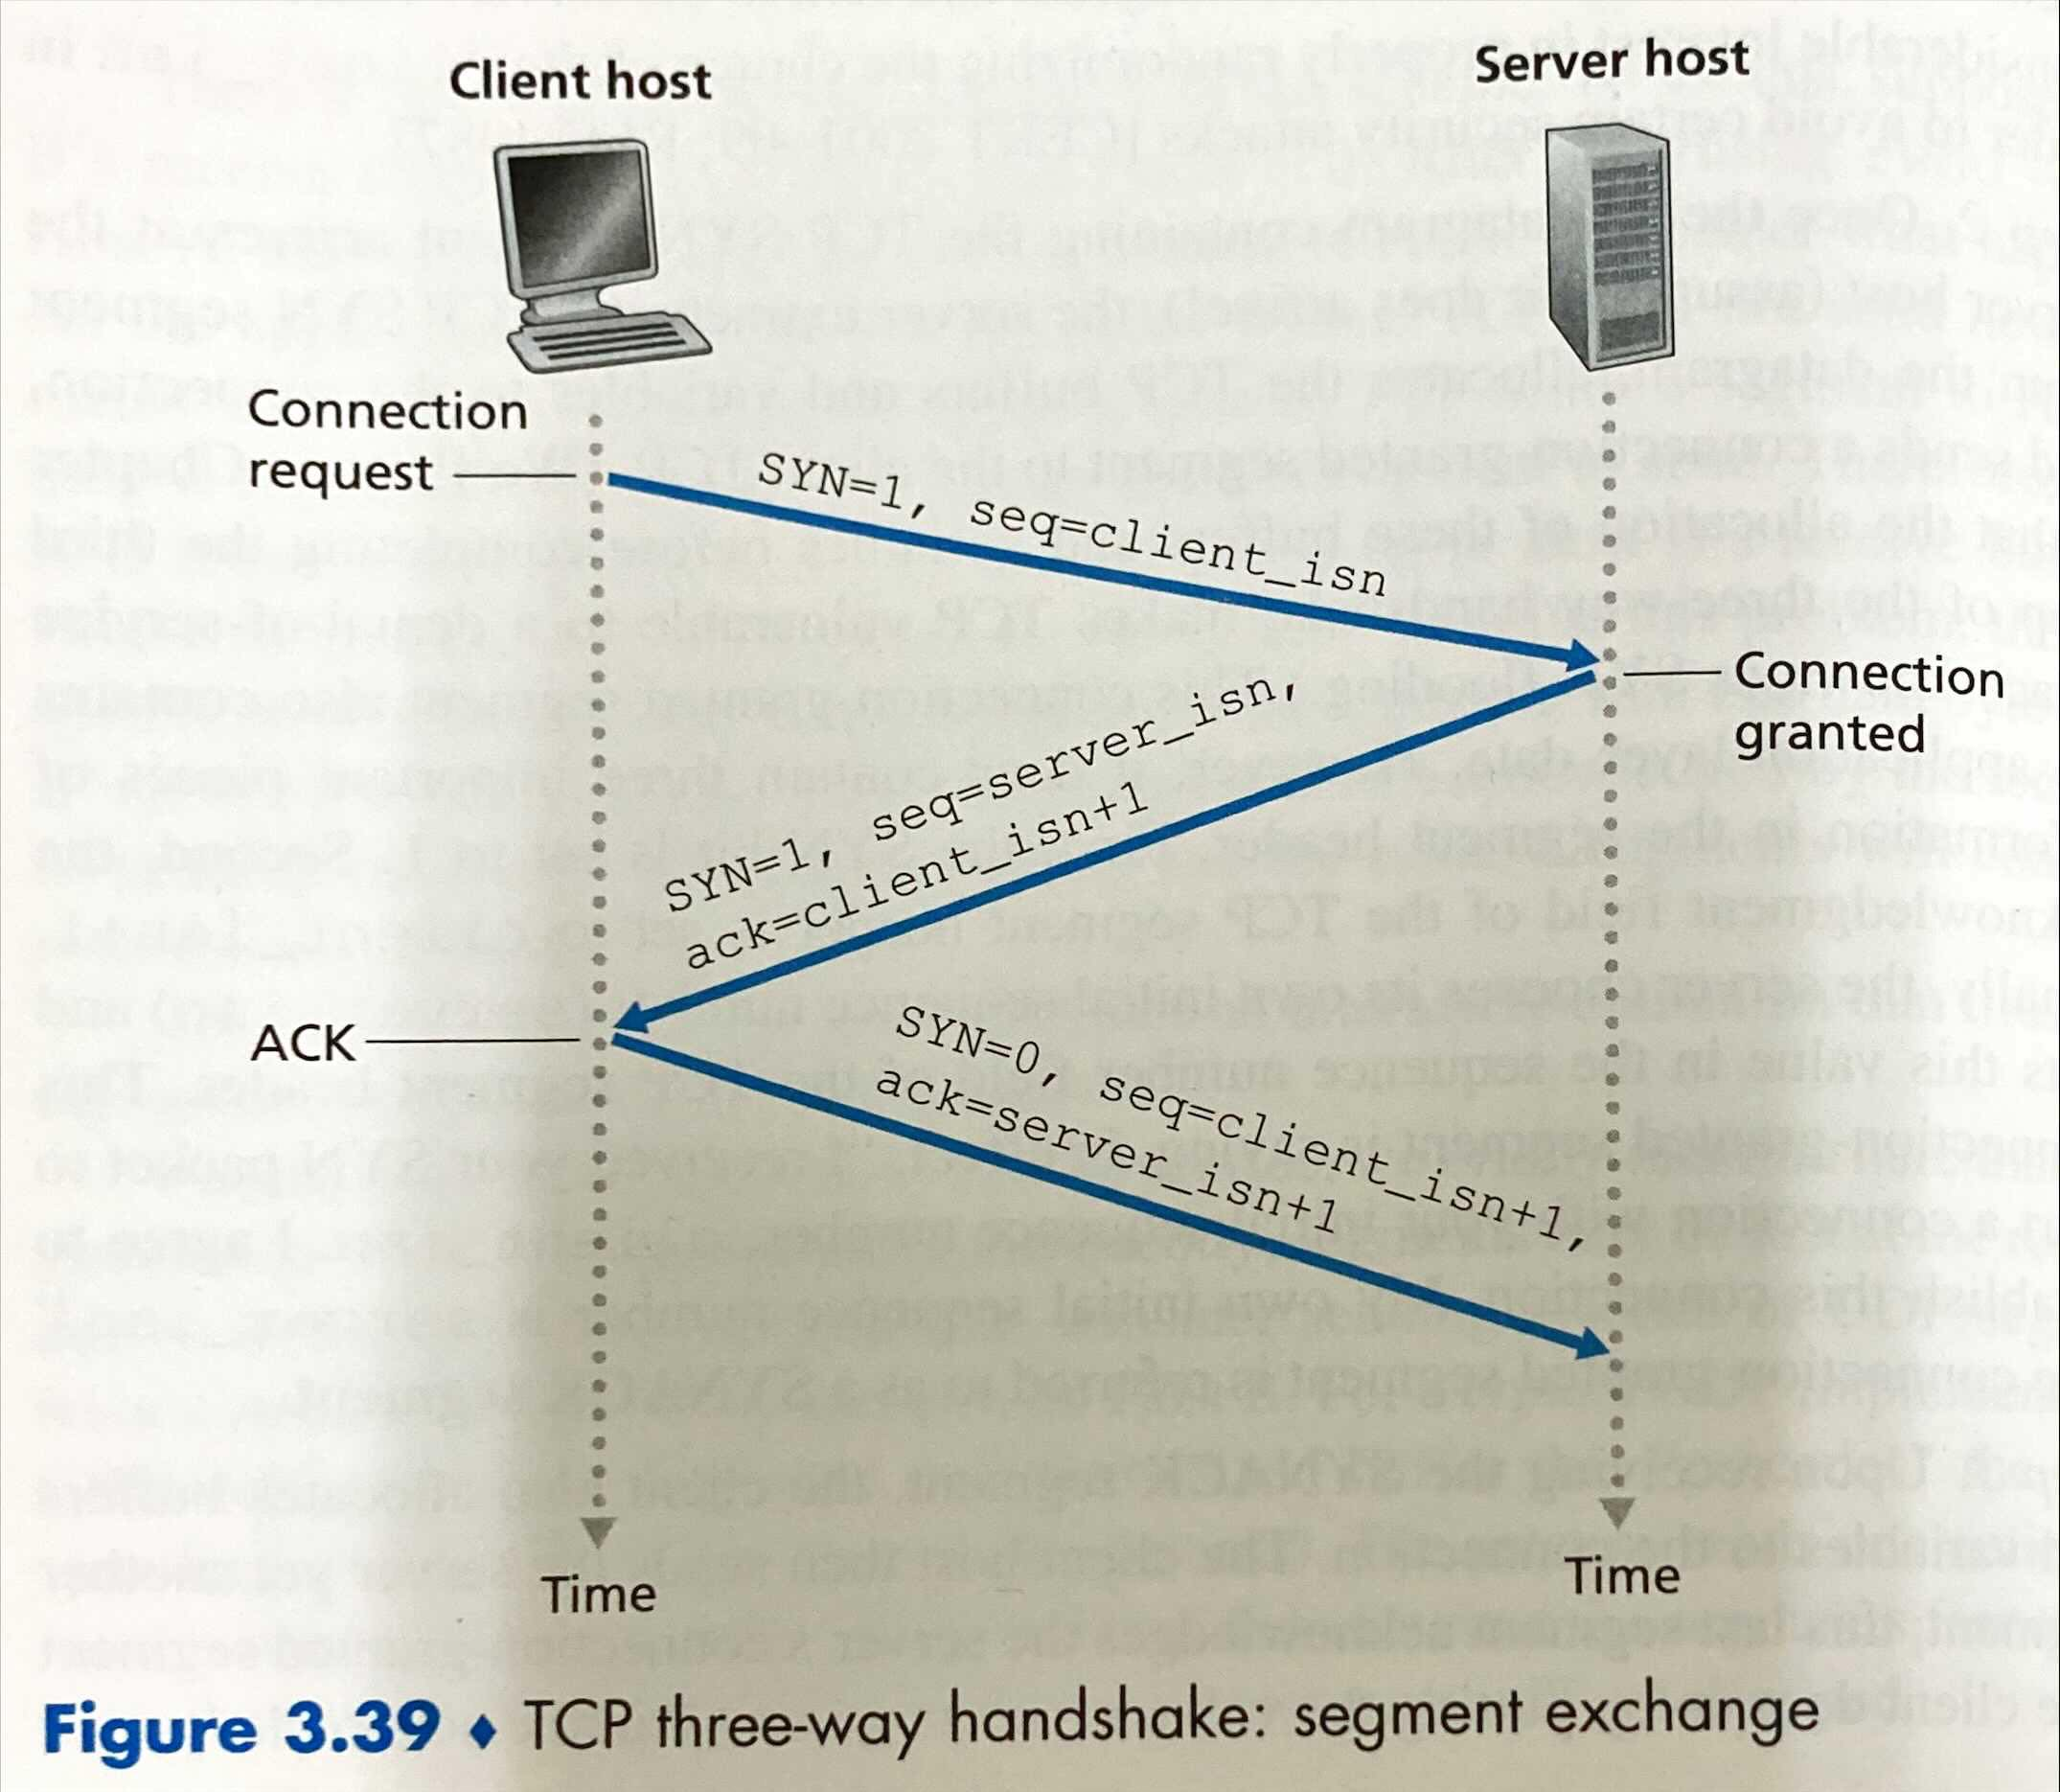 Client host
Server host
Connection
request
SYN=1, seq=client_isn
Connection
granted
SYN=1, seq=server_isn,
ack=client_isn+1
ACK
SYN=0, seq=client_isn+1,
ack=server_isn+1
Time
Time
Figure 3.39 ♦ TCP three-way handshake: segment exchange